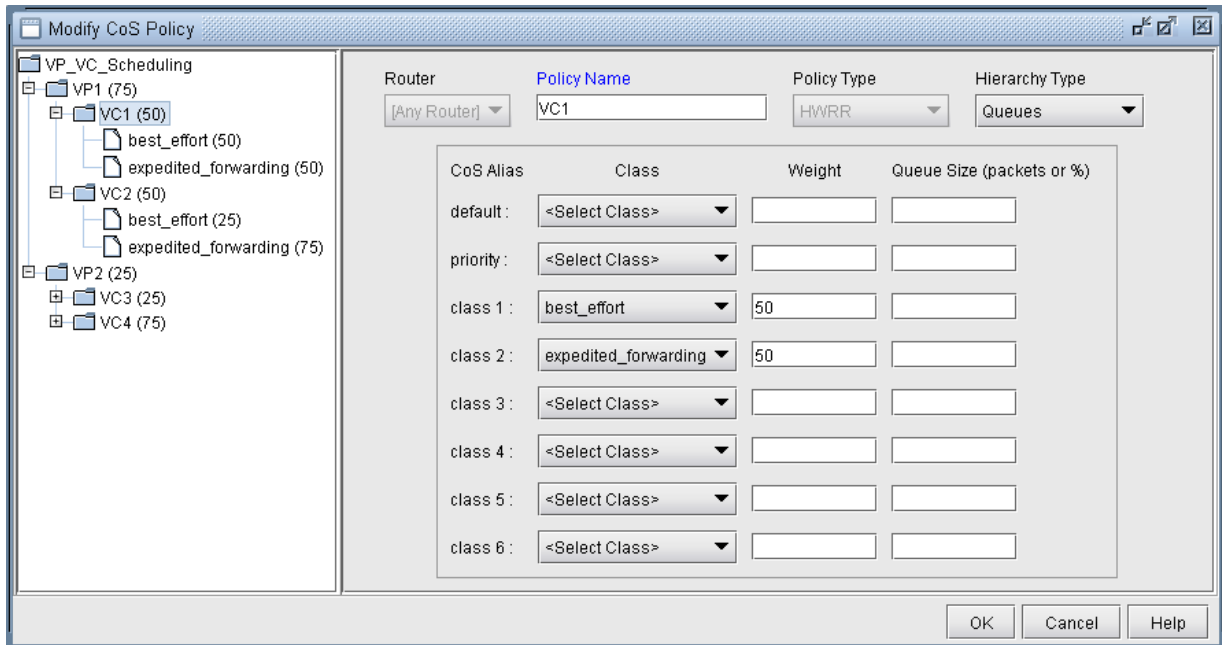 Modify CoS Policy
VP_VC_Scheduling
VP1 (75)
VC1 (50)
best_effort (50)
expedited_forwarding (50)
VC2 (50)
best_effort (25)
expedited_forwarding (75)
VP2 (25)
VC3 (25)
VC4 (75)
Router Policy Name Policy Type Hierarchy Type
[Any Router] VC1 HWRR Queues
CoS Alias Class Weight Queue Size (packets or %)
default : <Select Class>
priority : <Select Class>
class 1 : best_effort 50
class 2 : expedited_forwarding 50
class 3 : <Select Class>
class 4 : <Select Class>
class 5 : <Select Class>
class 6 : <Select Class>
OK Cancel Help